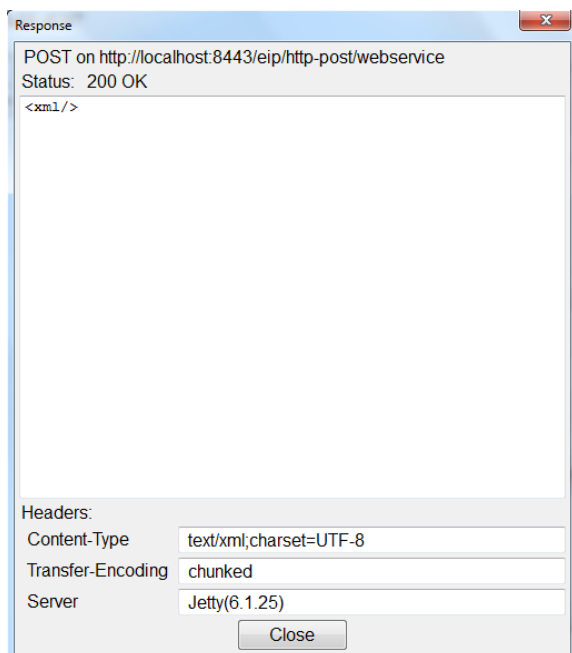 Response
POST on http://localhost:8443/eip/http-post/webservice
Status: 200 OK
<xml/>
Headers:
Content-Type text/xml;charset=UTF-8
Transfer-Encoding chunked
Server Jetty(6.1.25)
Close